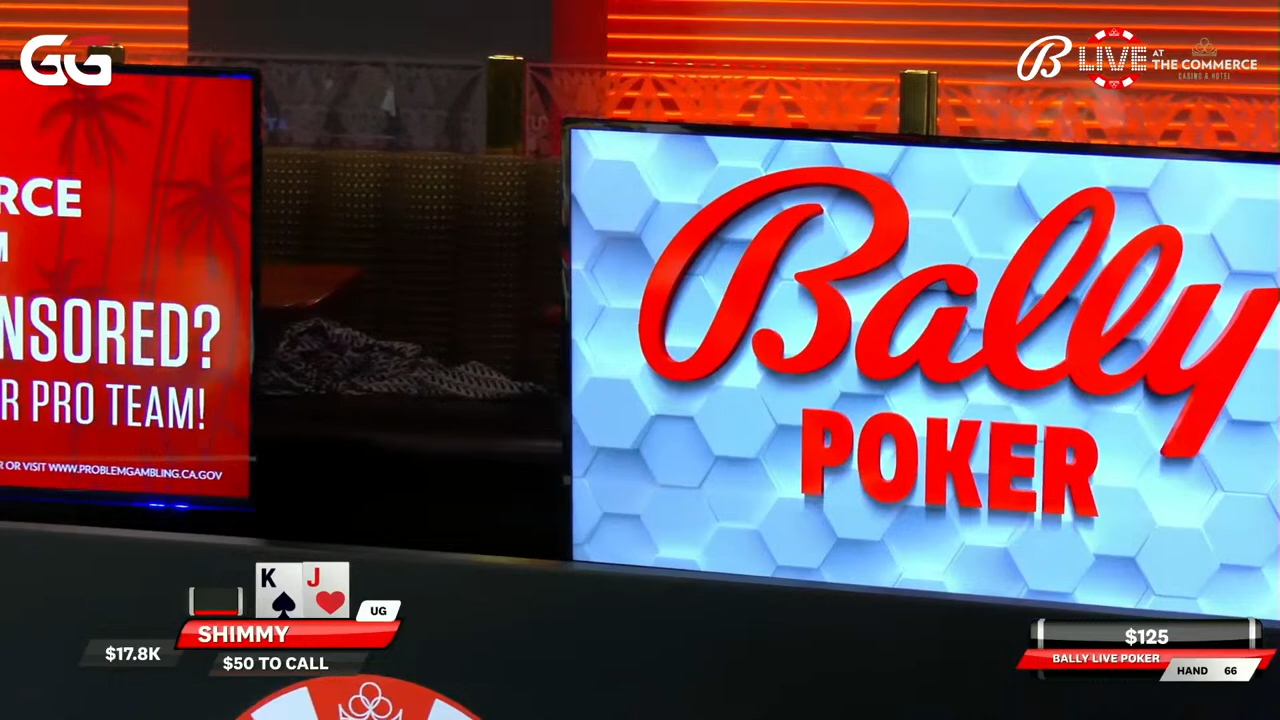 GG
B LIVE AT THE COMMERCE
CASINO & HOTEL
RCE
M
NSORED?
R PRO TEAM!
R OR VISIT WWW.PROBLEMGAMBLING.CA.GOV
Bally
POKER
K J
UG
SHIMMY
$17.8K
$50 TO CALL
$125
BALLY LIVE POKER
HAND 66